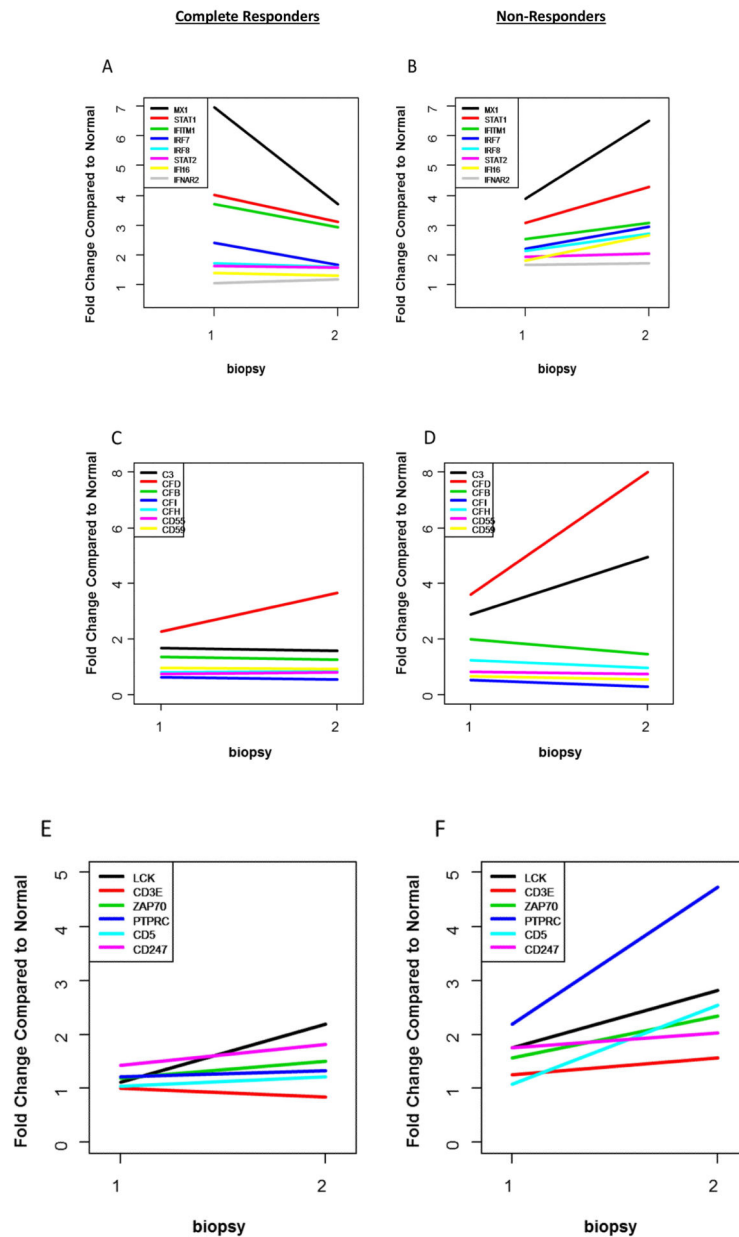 Complete Responders
Non-Responders
A
Fold Change Compared to Normal
7
6
5
4
3
2
1
MX1
STAT1
IFITM1
IRF7
IRF8
STAT2
IFI16
IFNAR2
1
2
biopsy
B
Fold Change Compared to Normal
7
6
5
4
3
2
1
MX1
STAT1
IFITM1
IRF7
IRF8
STAT2
IFI16
IFNAR2
1
2
biopsy
C
Fold Change Compared to Normal
8
6
4
2
0
C3
CFD
CFB
CFI
CFH
CD55
CD59
1
2
biopsy
D
Fold Change Compared to Normal
8
6
4
2
0
C3
CFD
CFB
CFI
CFH
CD55
CD59
1
2
biopsy
E
Fold Change Compared to Normal
5
4
3
2
1
0
LCK
CD3E
ZAP70
PTPRC
CD5
CD247
1
2
biopsy
F
Fold Change Compared to Normal
5
4
3
2
1
0
LCK
CD3E
ZAP70
PTPRC
CD5
CD247
1
2
biopsy